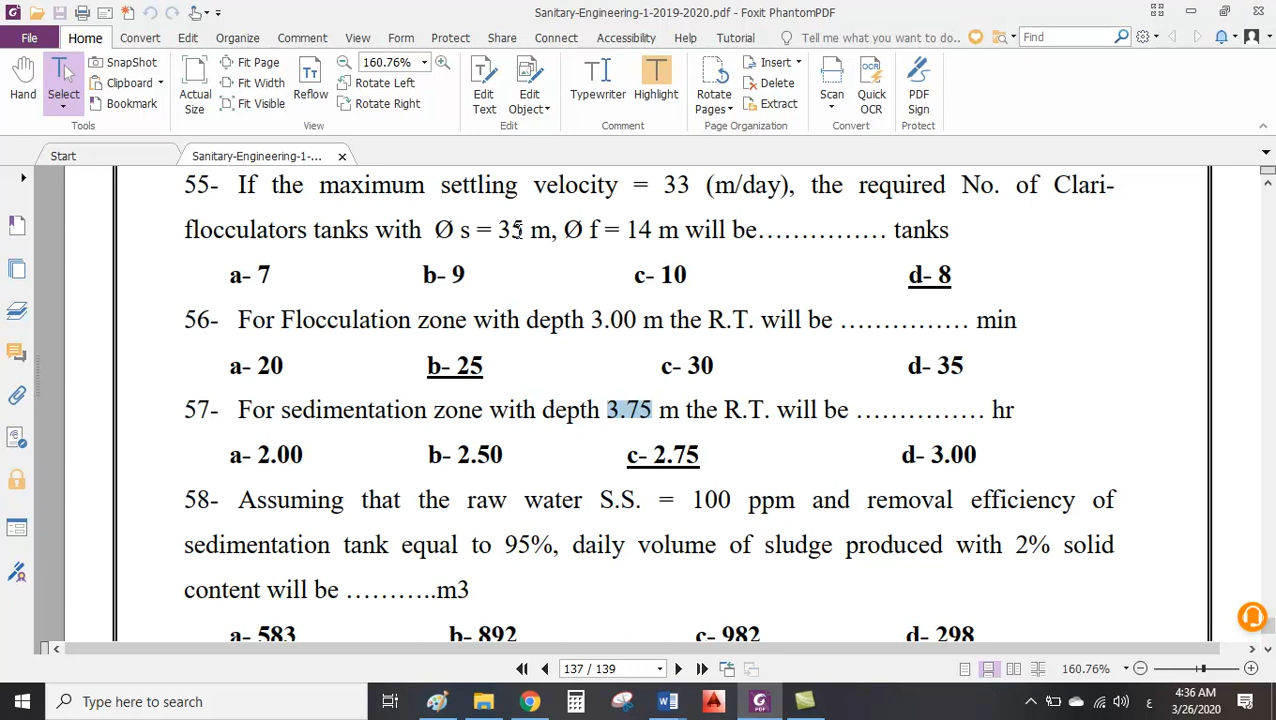 Sanitary-Engineering-1-2019-2020.pdf - Foxit PhantomPDF
File Home Convert Edit Organize Comment View Form Protect Share Connect Accessibility Help Tutorial Tell me what you want to do.. Find
Hand Select SnapShot Clipboard Bookmark Actual Size Fit Page Fit Width Fit Visible Reflow 160.76% Rotate Left Rotate Right Edit Text Edit Object Typewriter Highlight Rotate Pages Insert Delete Extract Scan Quick OCR PDF Sign
Tools View Edit Comment Page Organization Convert Protect
Start Sanitary-Engineering-1-...
55- If the maximum settling velocity = 33 (m/day), the required No. of Clari-
flocculators tanks with Ø s = 35 m, Ø f = 14 m will be…………… tanks
a- 7 b- 9 c- 10 d- 8
56- For Flocculation zone with depth 3.00 m the R.T. will be …………… min
a- 20 b- 25 c- 30 d- 35
57- For sedimentation zone with depth 3.75 m the R.T. will be …………… hr
a- 2.00 b- 2.50 c- 2.75 d- 3.00
58- Assuming that the raw water S.S. = 100 ppm and removal efficiency of
sedimentation tank equal to 95%, daily volume of sludge produced with 2% solid
content will be ………..m3
a- 583 b- 892 c- 982 d- 298
137 / 139 160.76%
Type here to search ع 4:36 AM
3/26/2020